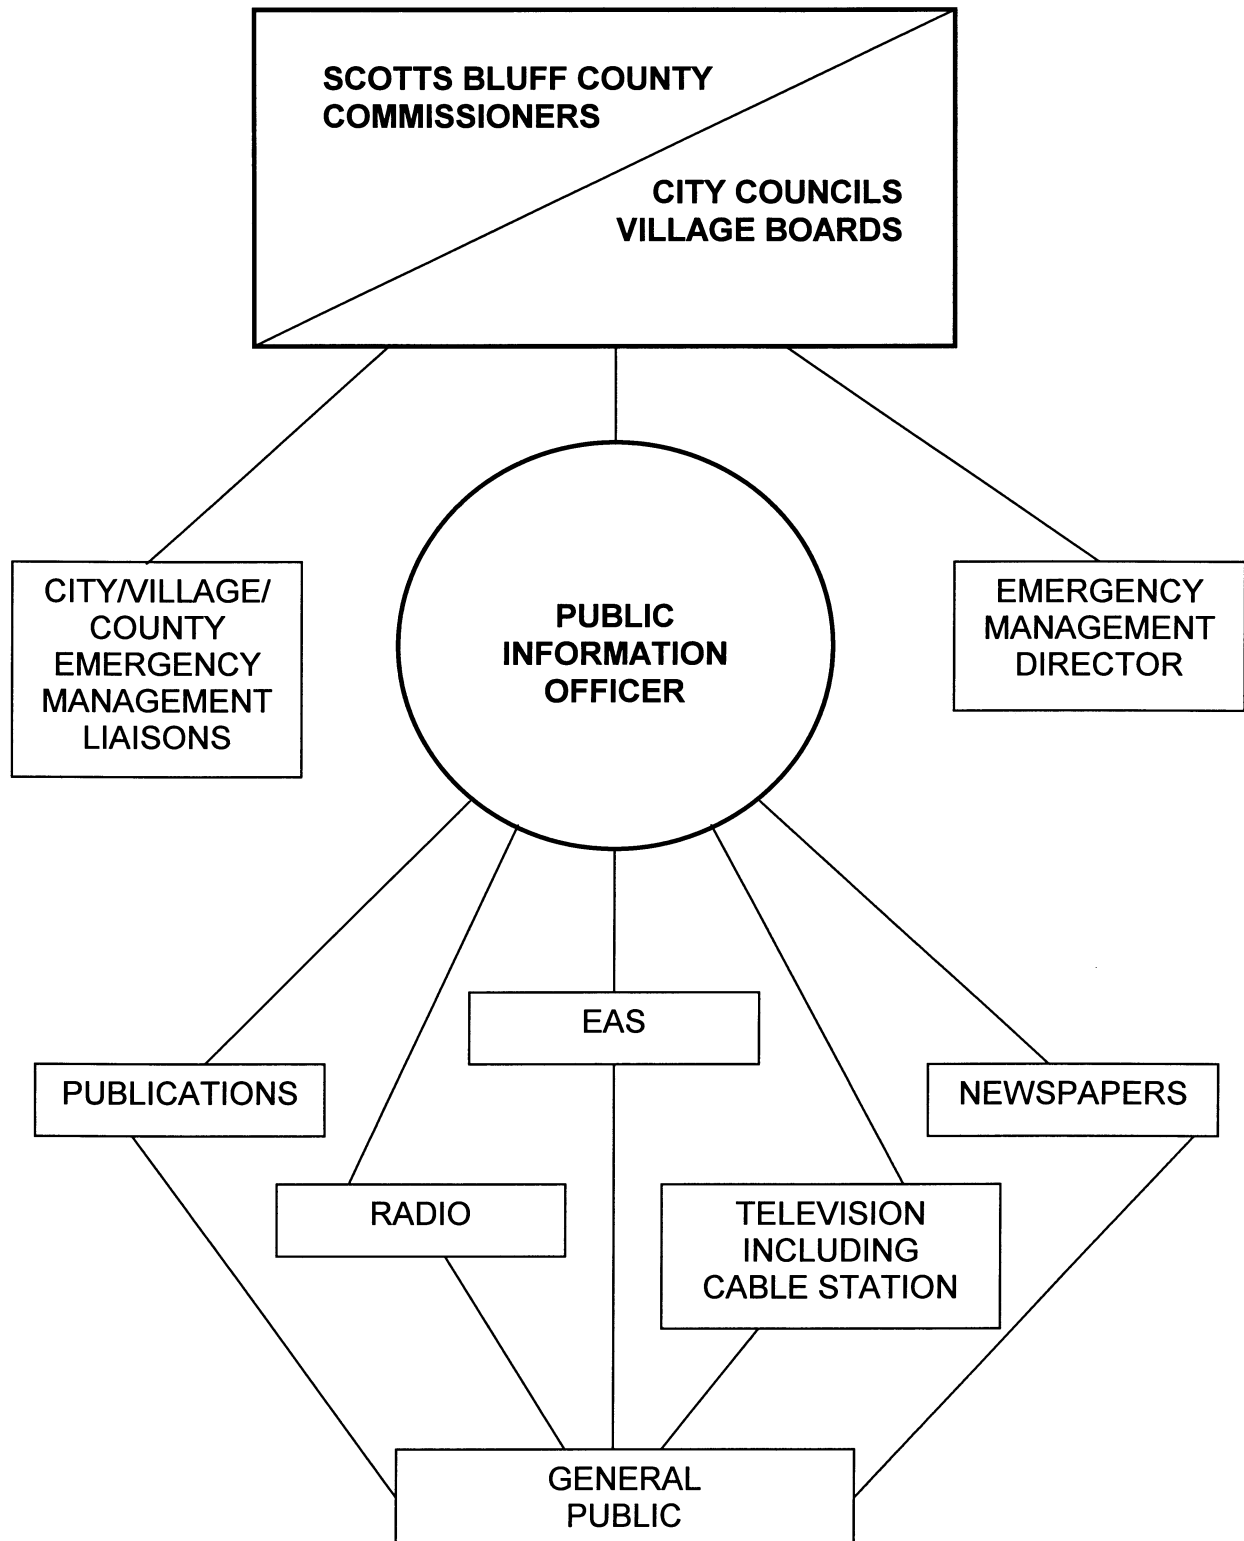 SCOTTS BLUFF COUNTY
COMMISSIONERS
CITY COUNCILS
VILLAGE BOARDS
CITY/VILLAGE/
COUNTY
EMERGENCY
MANAGEMENT
LIAISONS
PUBLIC
INFORMATION
OFFICER
EMERGENCY
MANAGEMENT
DIRECTOR
EAS
PUBLICATIONS
NEWSPAPERS
RADIO
TELEVISION
INCLUDING
CABLE STATION
GENERAL
PUBLIC